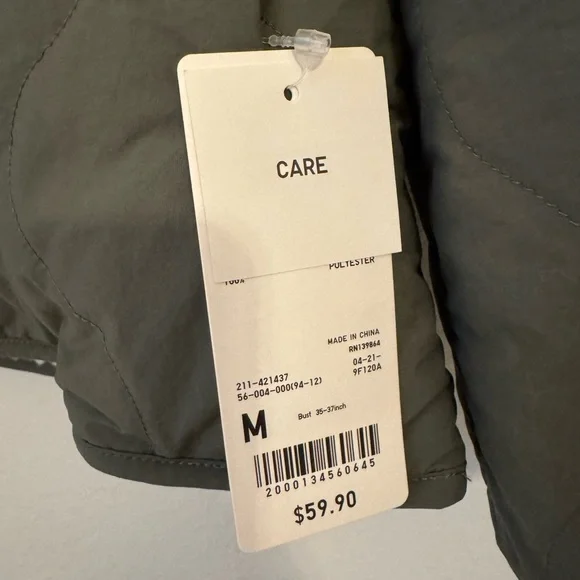 CARE
100% POLYESTER
MADE IN CHINA
RN139864
211-421437 04-21-
56-004-000(94-12) 9F120A
M Bust 35-37inch
2000134560645
$59.90